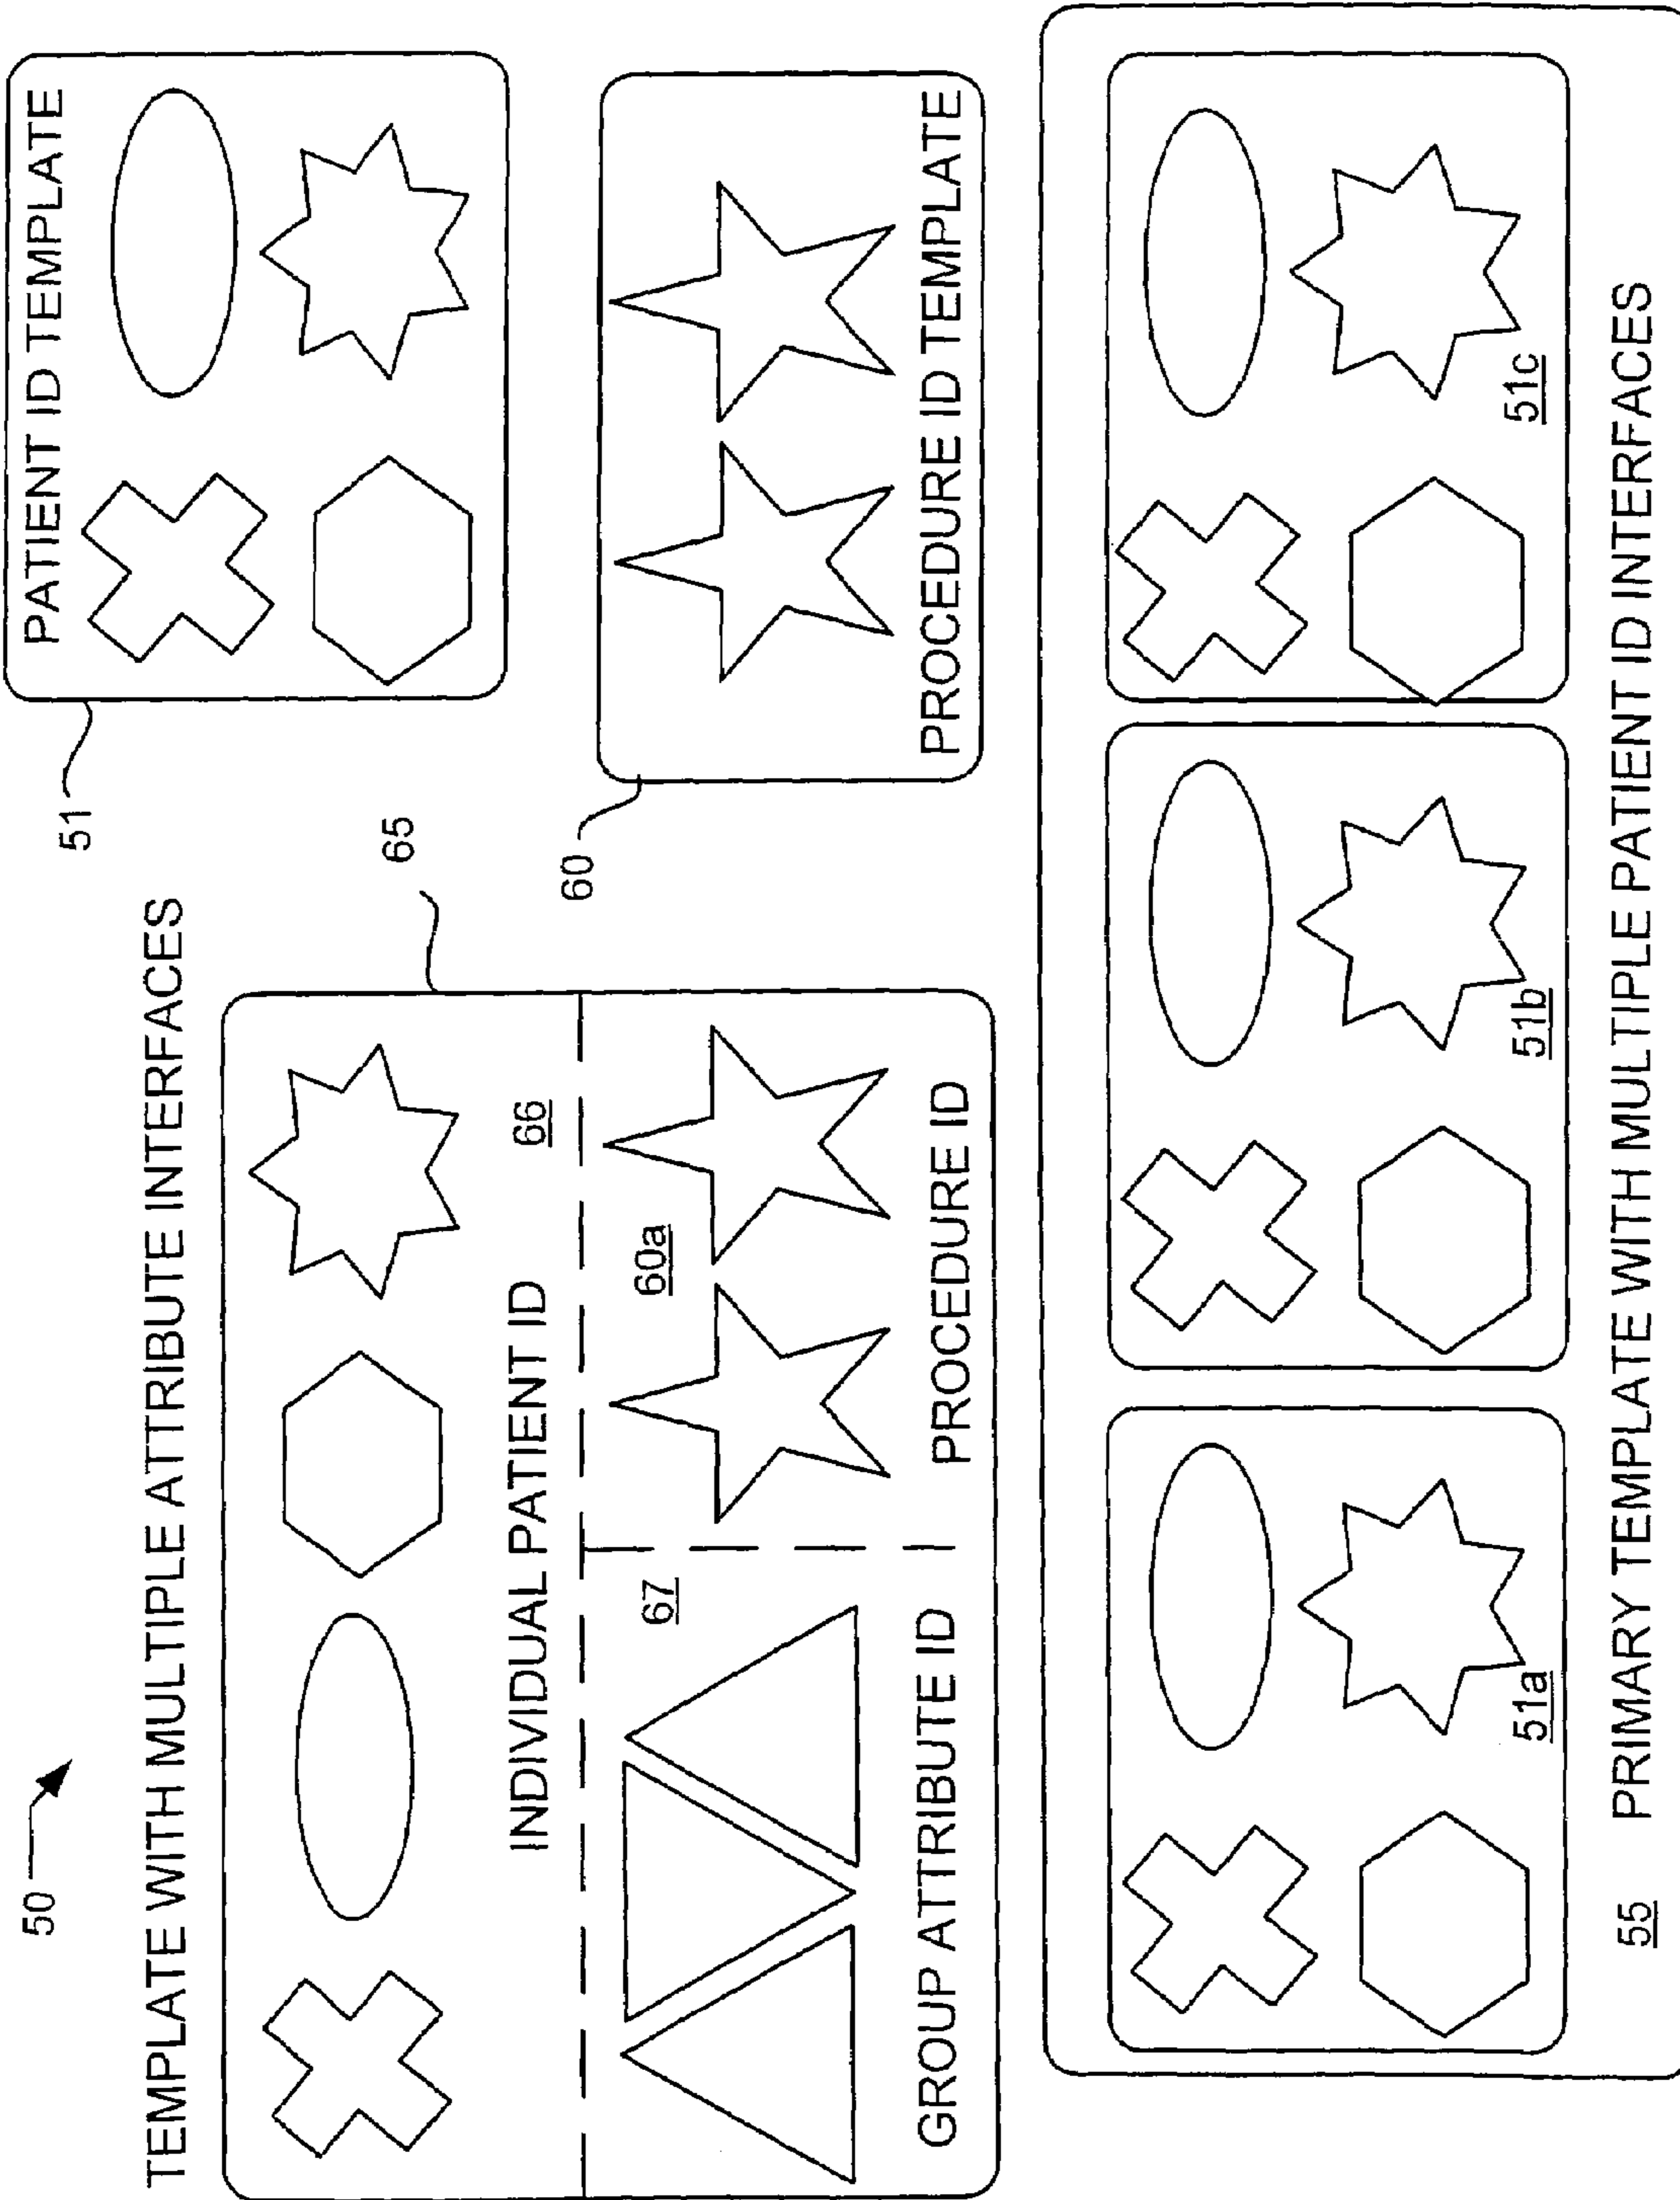 50
TEMPLATE WITH MULTIPLE ATTRIBUTE INTERFACES
65
INDIVIDUAL PATIENT ID
66
67
60a
GROUP ATTRIBUTE ID
PROCEDURE ID
51
PATIENT ID TEMPLATE
60
PROCEDURE ID TEMPLATE
51a
51b
51c
55 PRIMARY TEMPLATE WITH MULTIPLE PATIENT ID INTERFACES